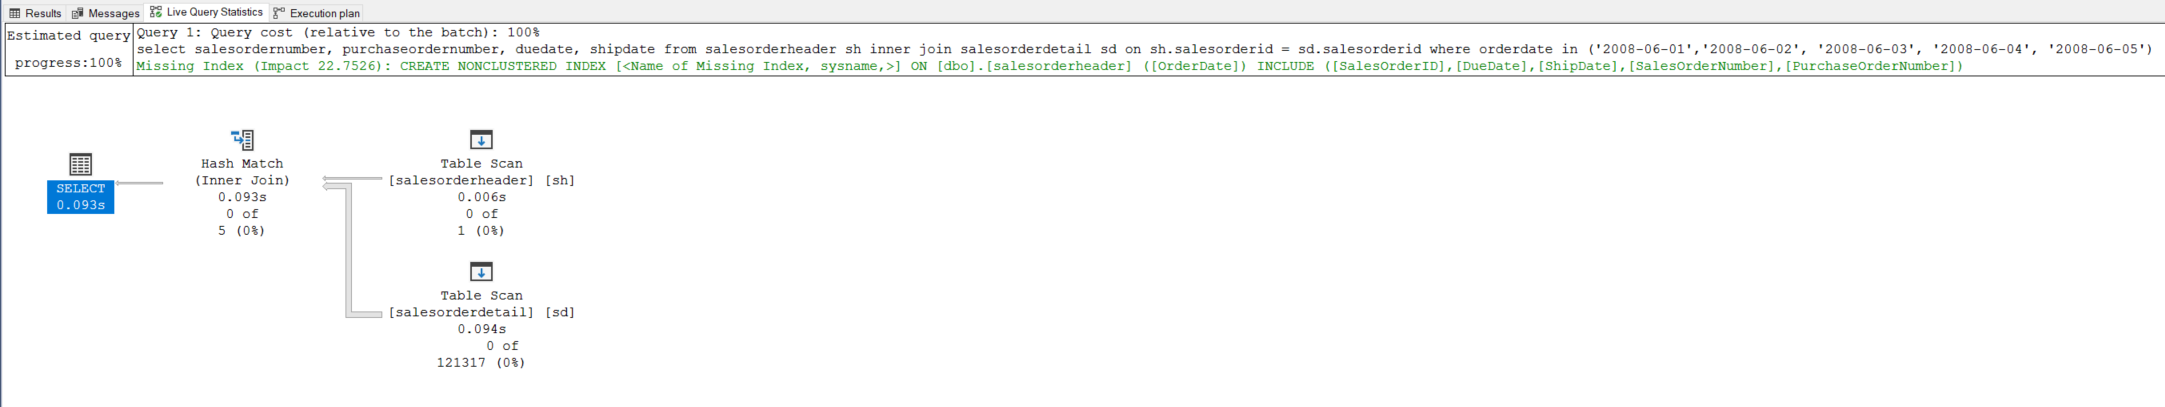 Results Messages Live Query Statistics Execution plan
Estimated query
progress:100%
Query 1: Query cost (relative to the batch): 100%
select salesordernumber, purchaseordernumber, duedate, shipdate from salesorderheader sh inner join salesorderdetail sd on sh.salesorderid = sd.salesorderid where orderdate in ('2008-06-01','2008-06-02', '2008-06-03', '2008-06-04', '2008-06-05')
Missing Index (Impact 22.7526): CREATE NONCLUSTERED INDEX [<Name of Missing Index, sysname,>] ON [dbo].[salesorderheader] ([OrderDate]) INCLUDE ([SalesOrderID],[DueDate],[ShipDate],[SalesOrderNumber],[PurchaseOrderNumber])
SELECT
0.093s
Hash Match
(Inner Join)
0.093s
0 of
5 (0%)
Table Scan
[salesorderheader] [sh]
0.006s
0 of
1 (0%)
Table Scan
[salesorderdetail] [sd]
0.094s
0 of
121317 (0%)